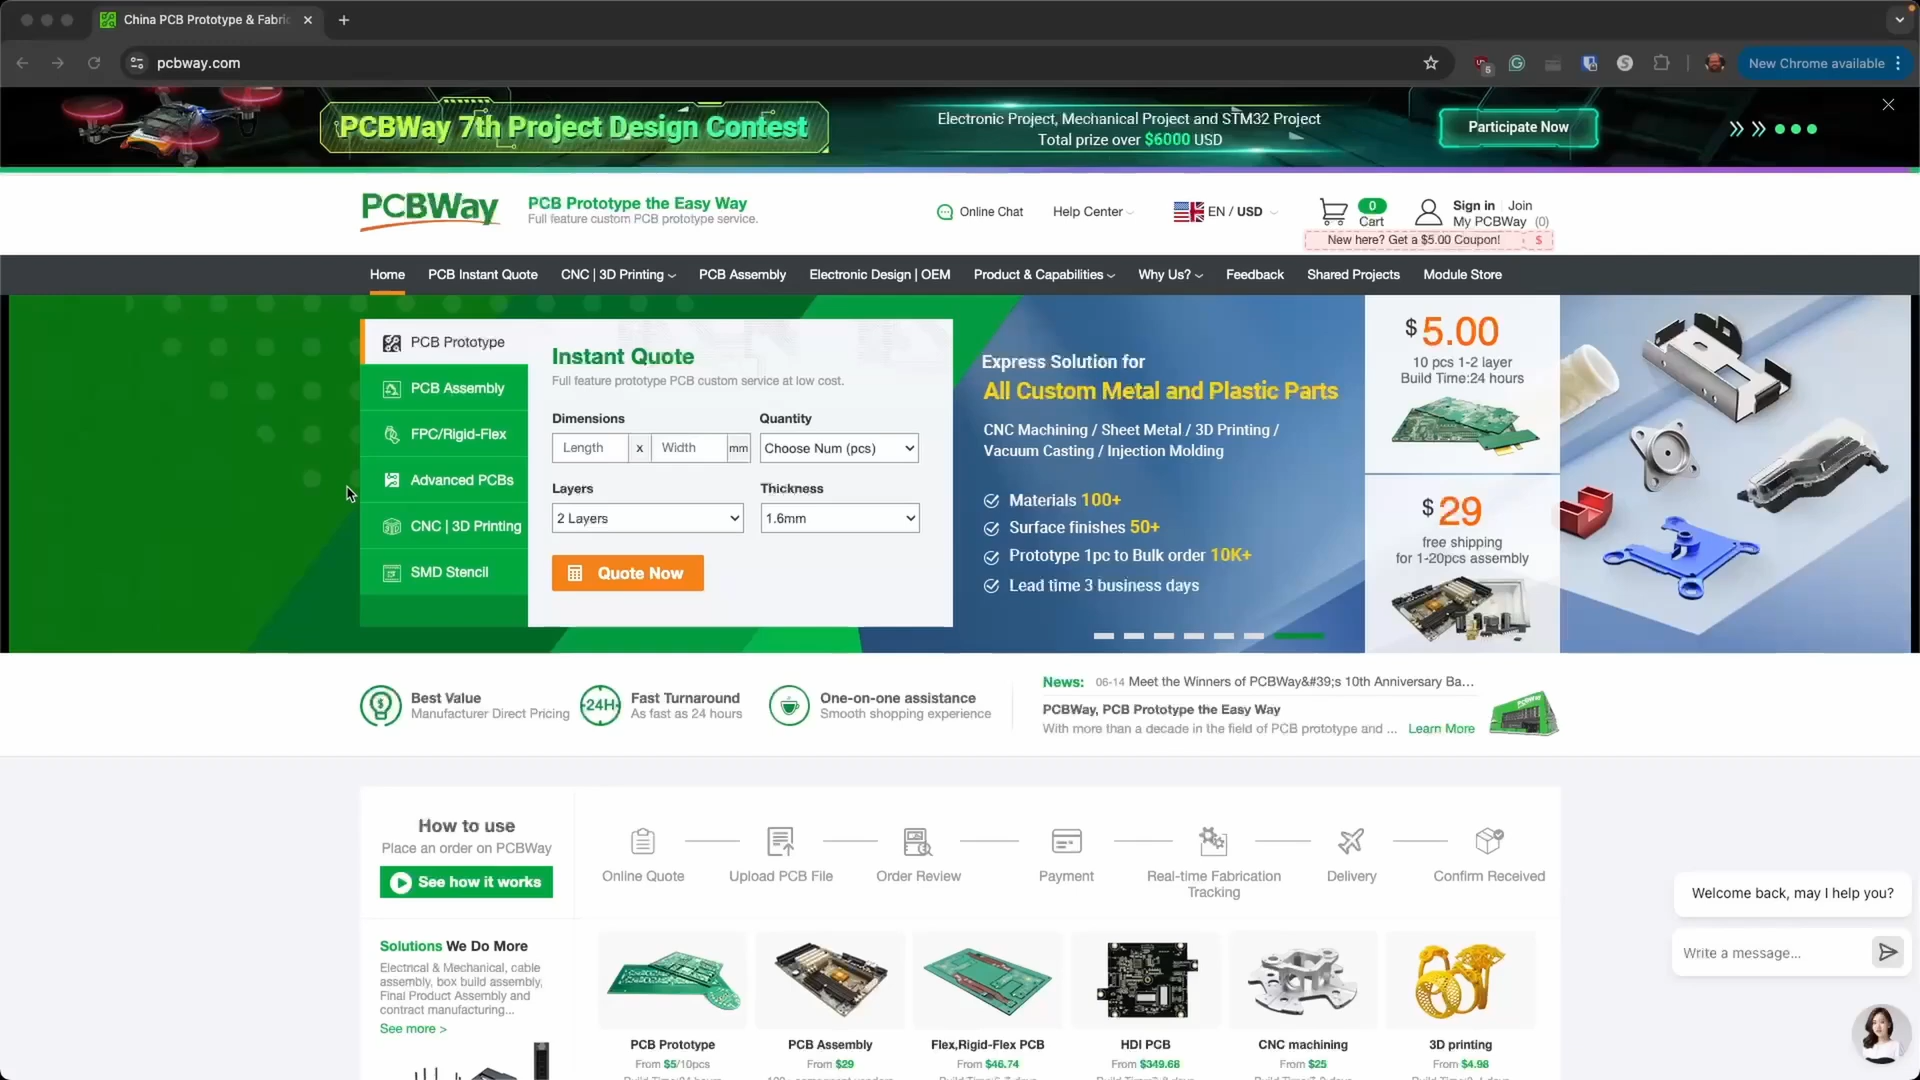 China PCB Prototype & Fabric
pcbway.com
New Chrome available
PCBWay 7th Project Design Contest
Electronic Project, Mechanical Project and STM32 Project
Total prize over $6000 USD
Participate Now
PCBWay
PCB Prototype the Easy Way
Full feature custom PCB prototype service.
Online Chat
Help Center
EN / USD
0
Cart
Sign in | Join
My PCBWay (0)
New here? Get a $5.00 Coupon! $
Home
PCB Instant Quote
CNC | 3D Printing
PCB Assembly
Electronic Design | OEM
Product & Capabilities
Why Us?
Feedback
Shared Projects
Module Store
PCB Prototype
PCB Assembly
FPC/Rigid-Flex
Advanced PCBs
CNC | 3D Printing
SMD Stencil
Instant Quote
Full feature prototype PCB custom service at low cost.
Dimensions
Quantity
Length x Width mm
Choose Num (pcs)
Layers
Thickness
2 Layers
1.6mm
Quote Now
Express Solution for
All Custom Metal and Plastic Parts
CNC Machining / Sheet Metal / 3D Printing /
Vacuum Casting / Injection Molding
Materials 100+
Surface finishes 50+
Prototype 1pc to Bulk order 10K+
Lead time 3 business days
$5.00
10 pcs 1-2 layer
Build Time:24 hours
$29
free shipping
for 1-20pcs assembly
Best Value
Manufacturer Direct Pricing
24H
Fast Turnaround
As fast as 24 hours
One-on-one assistance
Smooth shopping experience
News: 06-14 Meet the Winners of PCBWay&#39;s 10th Anniversary Ba...
PCBWay, PCB Prototype the Easy Way
With more than a decade in the field of PCB prototype and ... Learn More
How to use
Place an order on PCBWay
See how it works
Online Quote
Upload PCB File
Order Review
Payment
Real-time Fabrication
Tracking
Delivery
Confirm Received
Solutions We Do More
Electrical & Mechanical, cable
assembly, box build assembly,
Final Product Assembly and
contract manufacturing...
See more >
PCB Prototype
From $5/10pcs
PCB Assembly
From $29
Flex,Rigid-Flex PCB
From $46.74
HDI PCB
From $349.68
CNC machining
From $25
3D printing
From $4.98
Welcome back, may I help you?
Write a message...